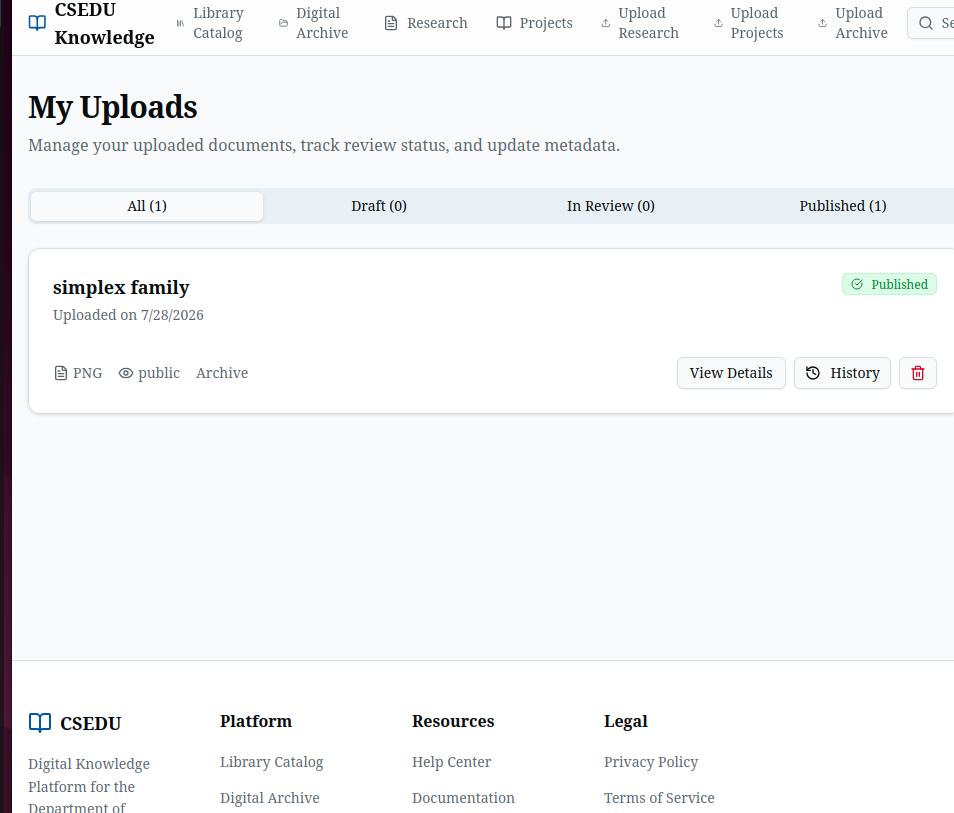 CSEDU
Knowledge
Library
Catalog
Digital
Archive
Research
Projects
Upload
Research
Upload
Projects
Upload
Archive
My Uploads
Manage your uploaded documents, track review status, and update metadata.
All (1)
Draft (0)
In Review (0)
Published (1)
simplex family
Published
Uploaded on 7/28/2026
PNG
public
Archive
View Details
History
CSEDU
Platform
Resources
Legal
Digital Knowledge
Platform for the
Department of
Library Catalog
Digital Archive
Help Center
Documentation
Privacy Policy
Terms of Service